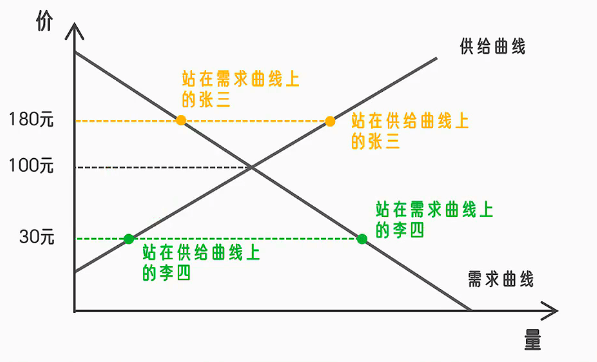 价
供给曲线
站在需求曲线上
的张三
180元
站在供给曲线上
的张三
100元
站在需求曲线上
的李四
30元
站在供给曲线上
的李四
需求曲线
量